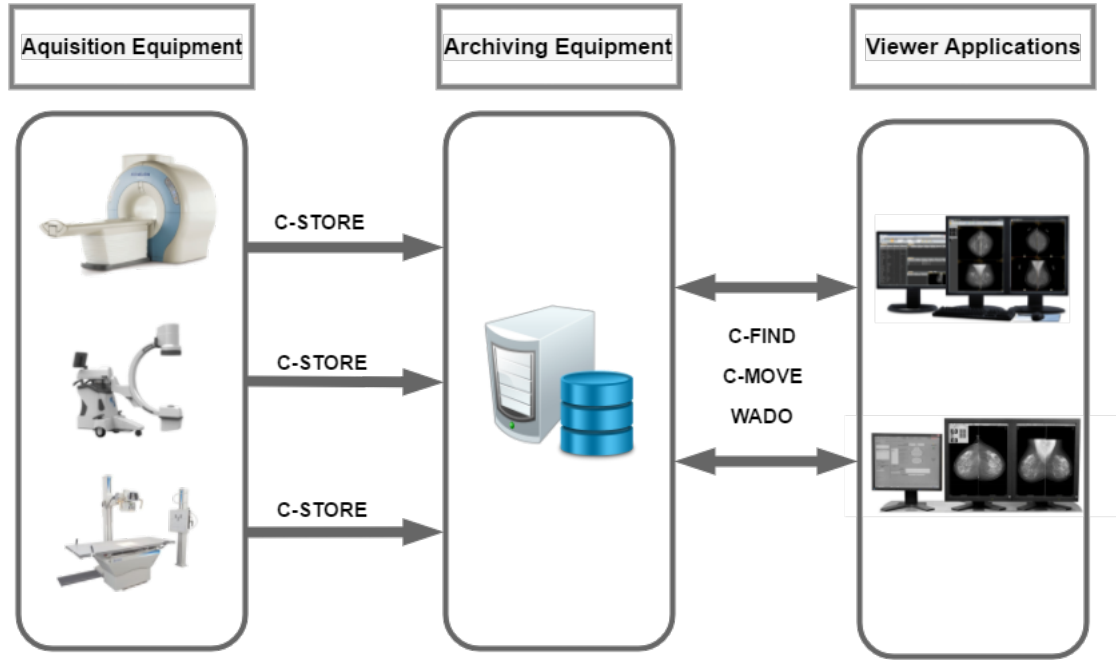 Aquisition Equipment
Archiving Equipment
Viewer Applications
C-STORE
C-STORE
C-STORE
C-FIND
C-MOVE
WADO